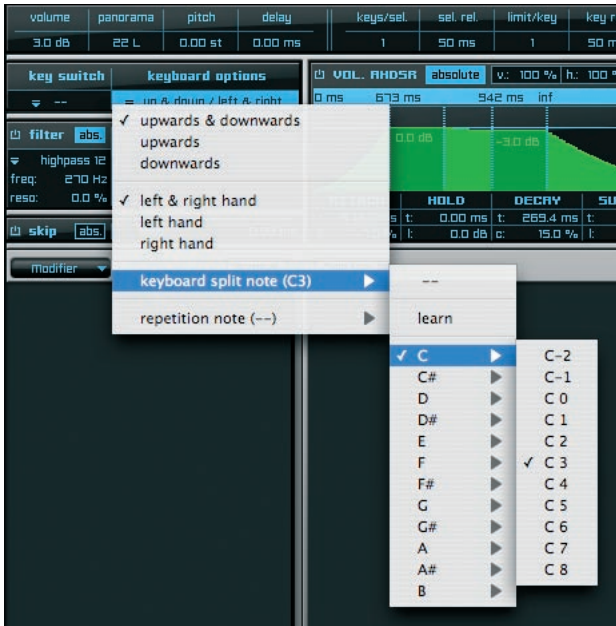 volume panorama pitch delay keys/sel. sel. rel. limit/key key r
3.0 dB 22 L 0.00 st 0.00 ms 1 50 ms 1 50 m
key switch keyboard options VOL. AHDSR absolute v.: 100 % h.: 100 %
-- = up & down / left & right 0 ms 673 ms 942 ms inf
✓ upwards & downwards
upwards
downwards
✓ left & right hand
left hand
right hand
keyboard split note (C3)
repetition note (--)
filter abs.
highpass 12
freq: 270 Hz
reso: 0.0 %
skip abs.
Modifier
0.0 dB -3.0 dB
HOLD DECAY SU
s t: 0.00 ms t: 269.4 ms t:
% l: 0.0 dB c: 15.0 % l:
--
learn
✓ C
C#
D
D#
E
F
F#
G
G#
A
A#
B
C-2
C-1
C 0
C 1
C 2
✓ C 3
C 4
C 5
C 6
C 7
C 8